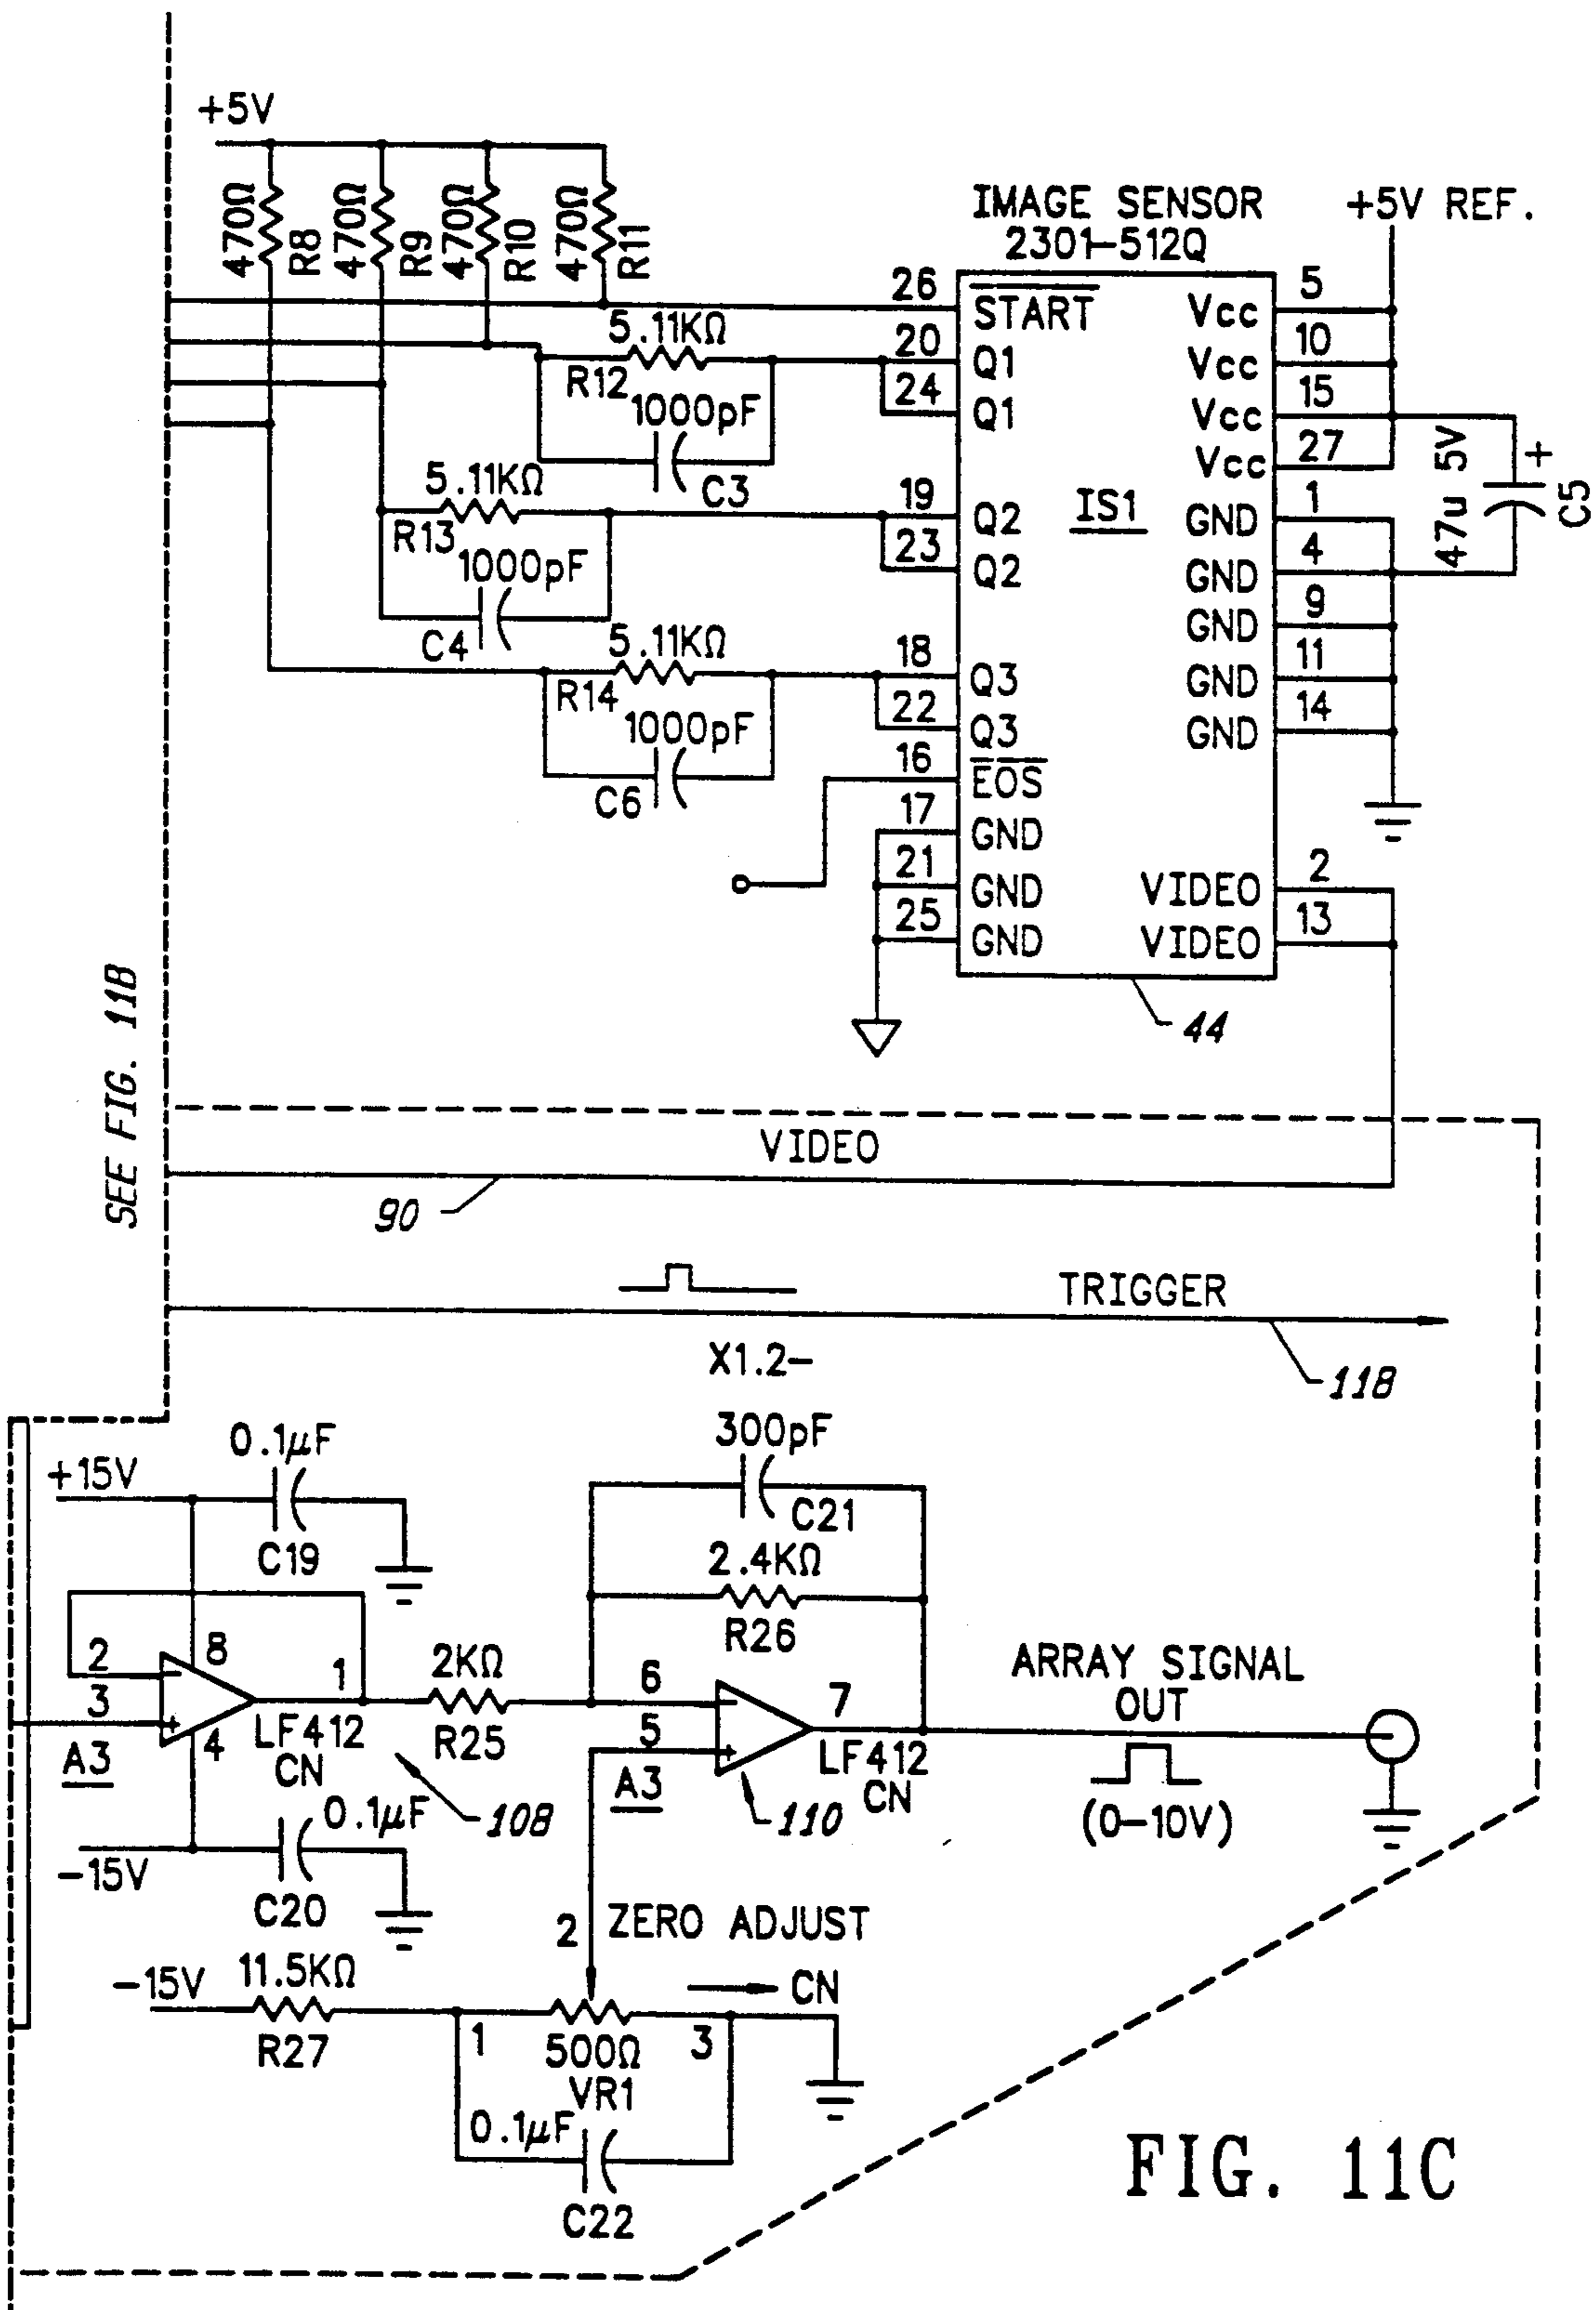 +5V
470Ω
R8
470Ω
R9
470Ω
R10
470Ω
R11
IMAGE SENSOR
2301-512Q
+5V REF.
26
START
Vcc
5
5.11KΩ
R12
20
Q1
Vcc
10
1000pF
C3
24
Q1
Vcc
15
Vcc
27
47u 5V
+
C5
5.11KΩ
R13
19
Q2
IS1
GND
1
1000pF
C4
23
Q2
GND
4
GND
9
5.11KΩ
R14
18
Q3
GND
11
1000pF
C6
22
Q3
GND
14
16
EOS
17
GND
21
GND
VIDEO
2
25
GND
VIDEO
13
44
SEE FIG. 11B
VIDEO
90
TRIGGER
118
X1.2-
0.1μF
+15V
C19
300pF
C21
2.4KΩ
R26
2
8
1
3
4
A3
LF412
CN
2KΩ
R25
108
6
5
7
A3
LF412
CN
110
ARRAY SIGNAL
OUT
(0-10V)
0.1μF
-15V
C20
2
ZERO ADJUST
-15V
11.5KΩ
R27
CN
1
500Ω
VR1
3
0.1μF
C22
FIG. 11C